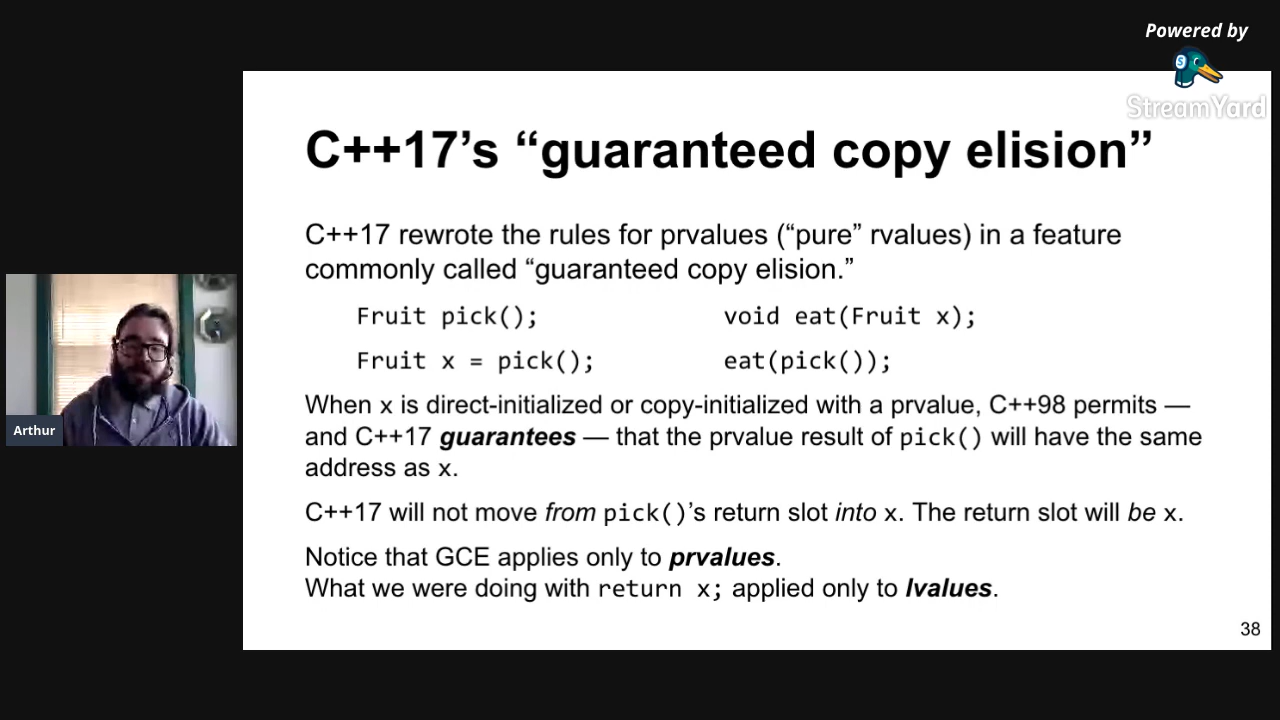 Powered by
StreamYard
C++17's “guaranteed copy elision”
C++17 rewrote the rules for prvalues (“pure” rvalues) in a feature
commonly called “guaranteed copy elision.”
Fruit pick(); void eat(Fruit x);
Fruit x = pick(); eat(pick());
When x is direct-initialized or copy-initialized with a prvalue, C++98 permits —
and C++17 guarantees — that the prvalue result of pick() will have the same
address as x.
C++17 will not move from pick()’s return slot into x. The return slot will be x.
Notice that GCE applies only to prvalues.
What we were doing with return x; applied only to lvalues.
38
Arthur